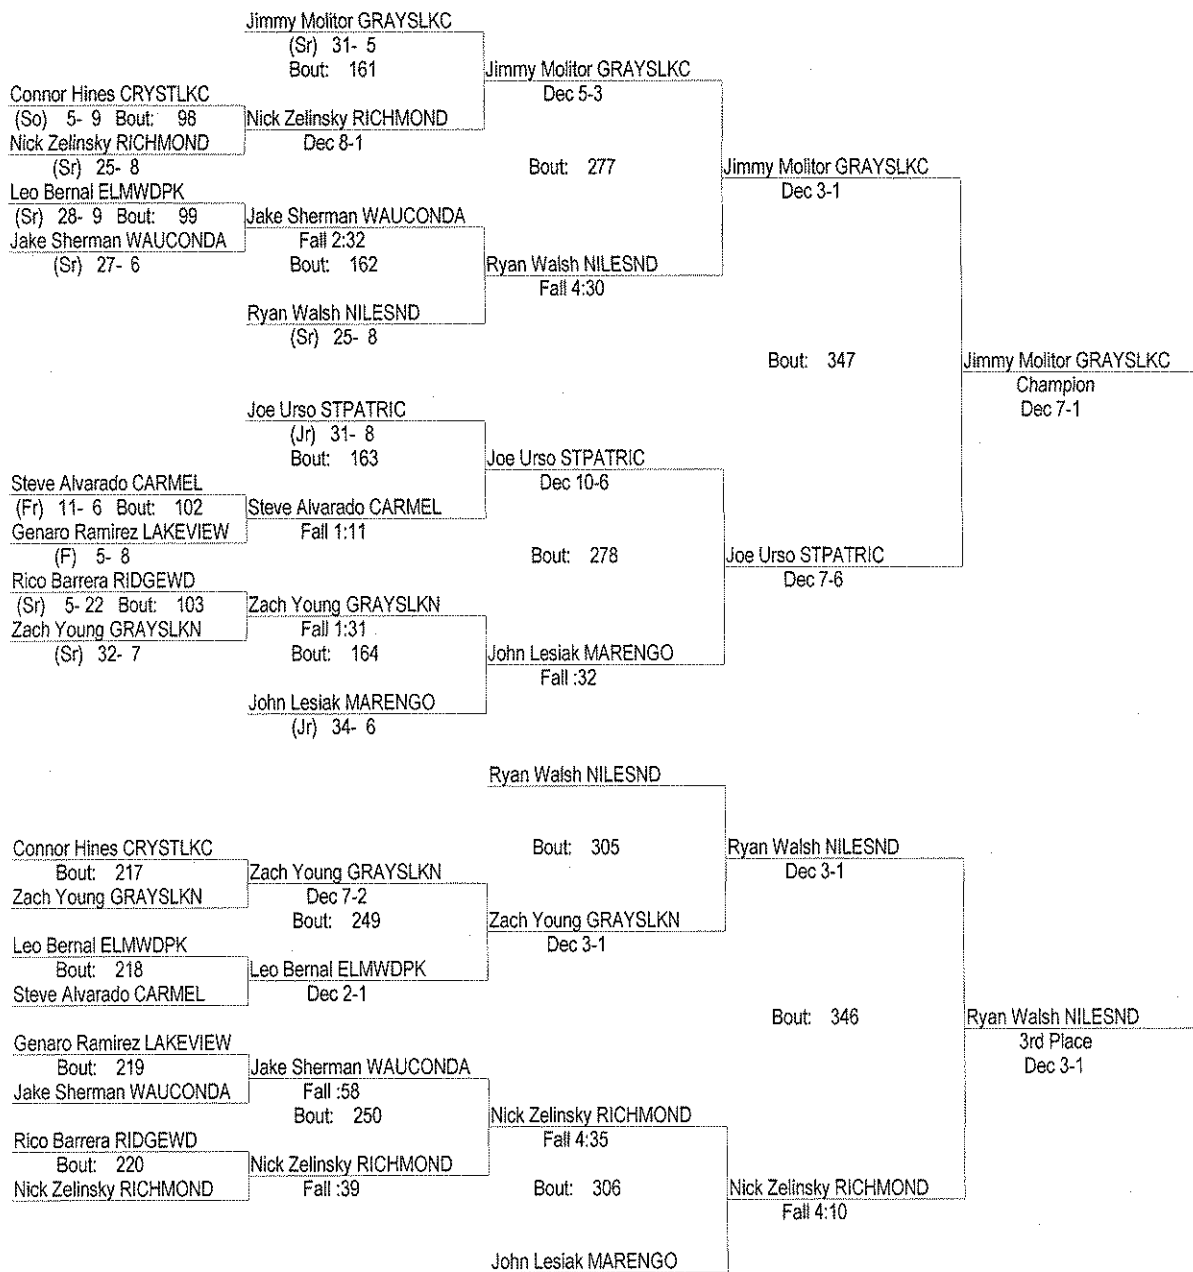 Jimmy Molitor GRAYSLKC
(Sr) 31- 5
Bout: 161
Jimmy Molitor GRAYSLKC
Dec 5-3
Connor Hines CRYSTLKC
(So) 5- 9 Bout: 98
Nick Zelinsky RICHMOND
Dec 8-1
Nick Zelinsky RICHMOND
(Sr) 25- 8
Bout: 277
Jimmy Molitor GRAYSLKC
Dec 3-1
Leo Bernal ELMWDPK
(Sr) 28- 9 Bout: 99
Jake Sherman WAUCONDA
Fall 2:32
Jake Sherman WAUCONDA
(Sr) 27- 6
Bout: 162
Ryan Walsh NILESND
Fall 4:30
Ryan Walsh NILESND
(Sr) 25- 8
Bout: 347
Jimmy Molitor GRAYSLKC
Champion
Dec 7-1
Joe Urso STPATRIC
(Jr) 31- 8
Bout: 163
Joe Urso STPATRIC
Dec 10-6
Steve Alvarado CARMEL
(Fr) 11- 6 Bout: 102
Steve Alvarado CARMEL
Fall 1:11
Genaro Ramirez LAKEVIEW
(F) 5- 8
Bout: 278
Joe Urso STPATRIC
Dec 7-6
Rico Barrera RIDGEWD
(Sr) 5- 22 Bout: 103
Zach Young GRAYSLKN
Fall 1:31
Zach Young GRAYSLKN
(Sr) 32- 7
Bout: 164
John Lesiak MARENGO
Fall :32
John Lesiak MARENGO
(Jr) 34- 6
Ryan Walsh NILESND
Bout: 305
Ryan Walsh NILESND
Dec 3-1
Connor Hines CRYSTLKC
Bout: 217
Zach Young GRAYSLKN
Zach Young GRAYSLKN
Dec 7-2
Bout: 249
Zach Young GRAYSLKN
Dec 3-1
Leo Bernal ELMWDPK
Bout: 218
Steve Alvarado CARMEL
Leo Bernal ELMWDPK
Dec 2-1
Bout: 346
Ryan Walsh NILESND
3rd Place
Dec 3-1
Genaro Ramirez LAKEVIEW
Bout: 219
Jake Sherman WAUCONDA
Jake Sherman WAUCONDA
Fall :58
Bout: 250
Nick Zelinsky RICHMOND
Fall 4:35
Rico Barrera RIDGEWD
Bout: 220
Nick Zelinsky RICHMOND
Nick Zelinsky RICHMOND
Fall :39
Bout: 306
Nick Zelinsky RICHMOND
Fall 4:10
John Lesiak MARENGO